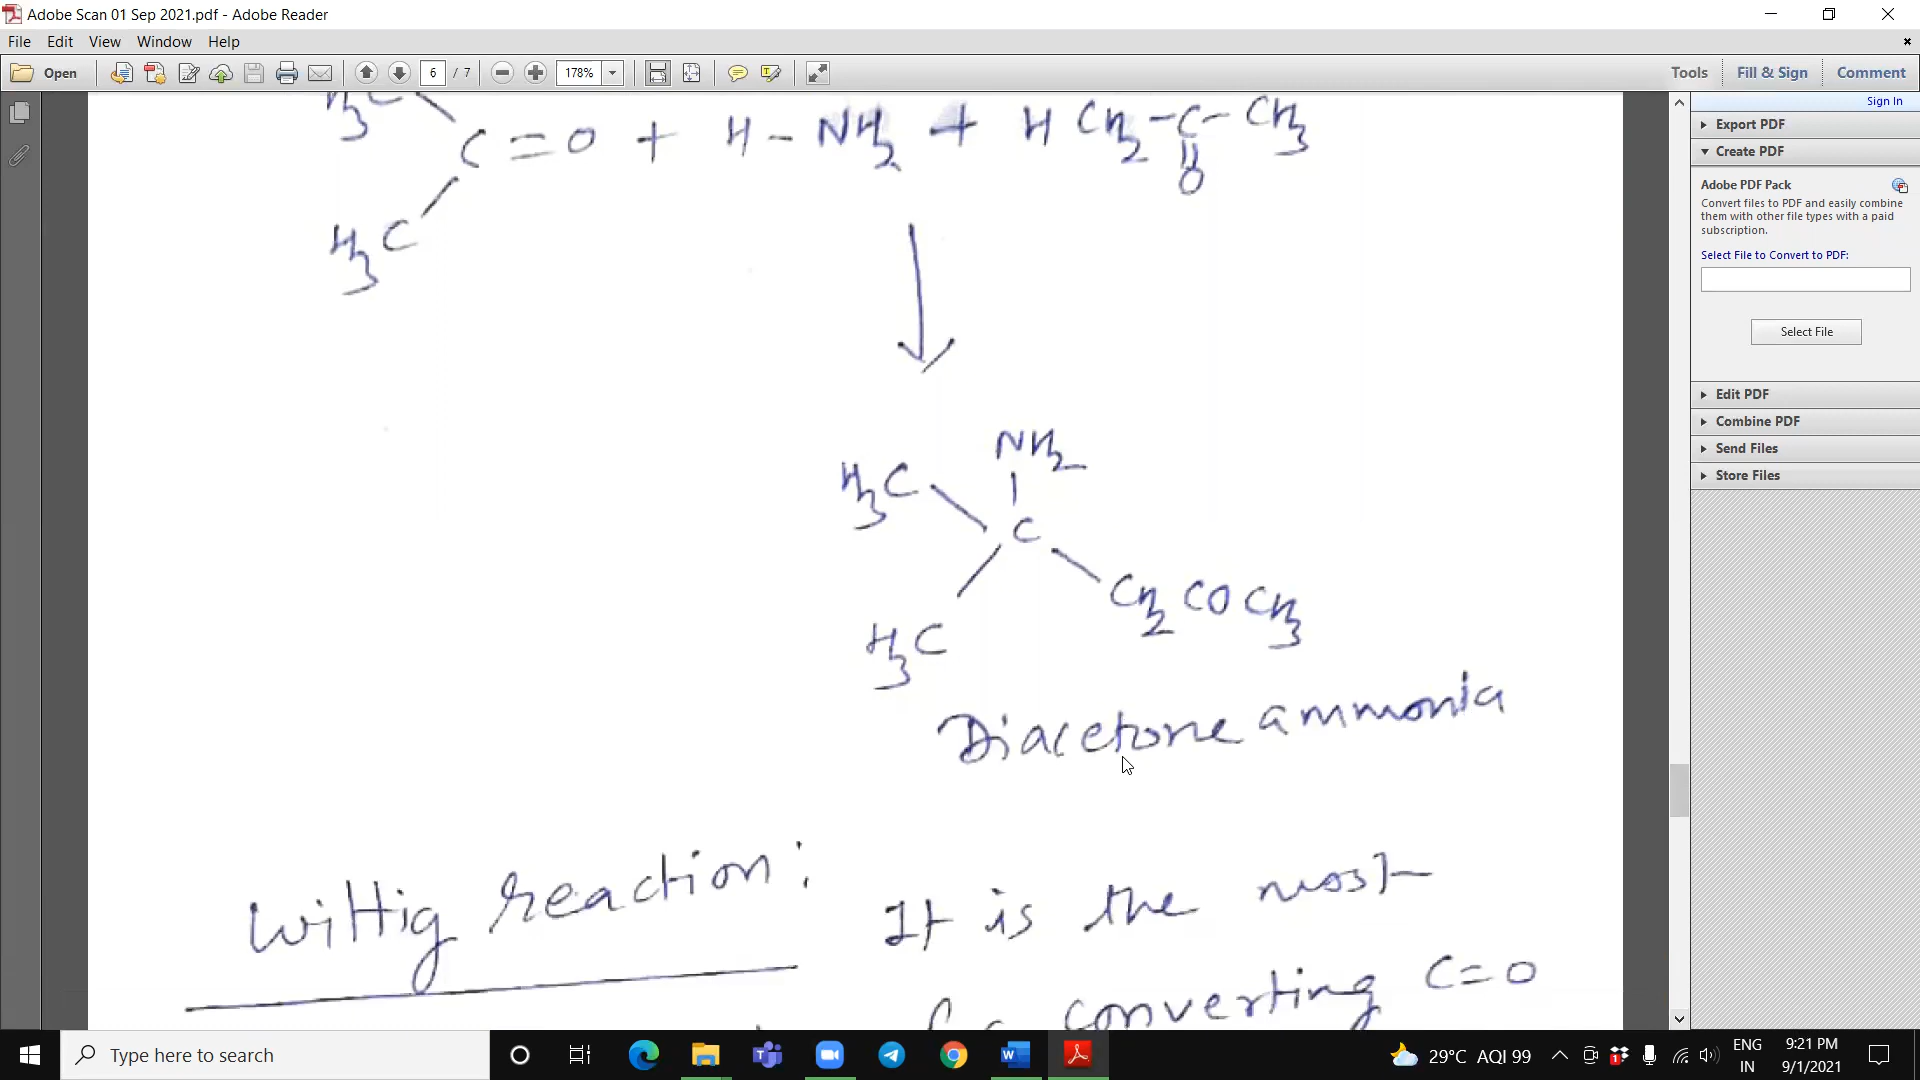 Adobe Scan 01 Sep 2021.pdf - Adobe Reader
File Edit View Window Help
Open 6 / 7 178% Tools Fill & Sign Comment
Sign In
Export PDF
Create PDF
Adobe PDF Pack
Convert files to PDF and easily combine
them with other file types with a paid
subscription.
Select File to Convert to PDF:
Select File
Edit PDF
Combine PDF
Send Files
Store Files
H3C
C=O + H-NH2 + H CH2-C-CH3
O
H3C
NH2
H3C
C
CH2 CO CH3
H3C
Diacetone ammonia
Wittig reaction: It is the most
converting C=O
Type here to search
29°C AQI 99
ENG
IN
9:21 PM
9/1/2021